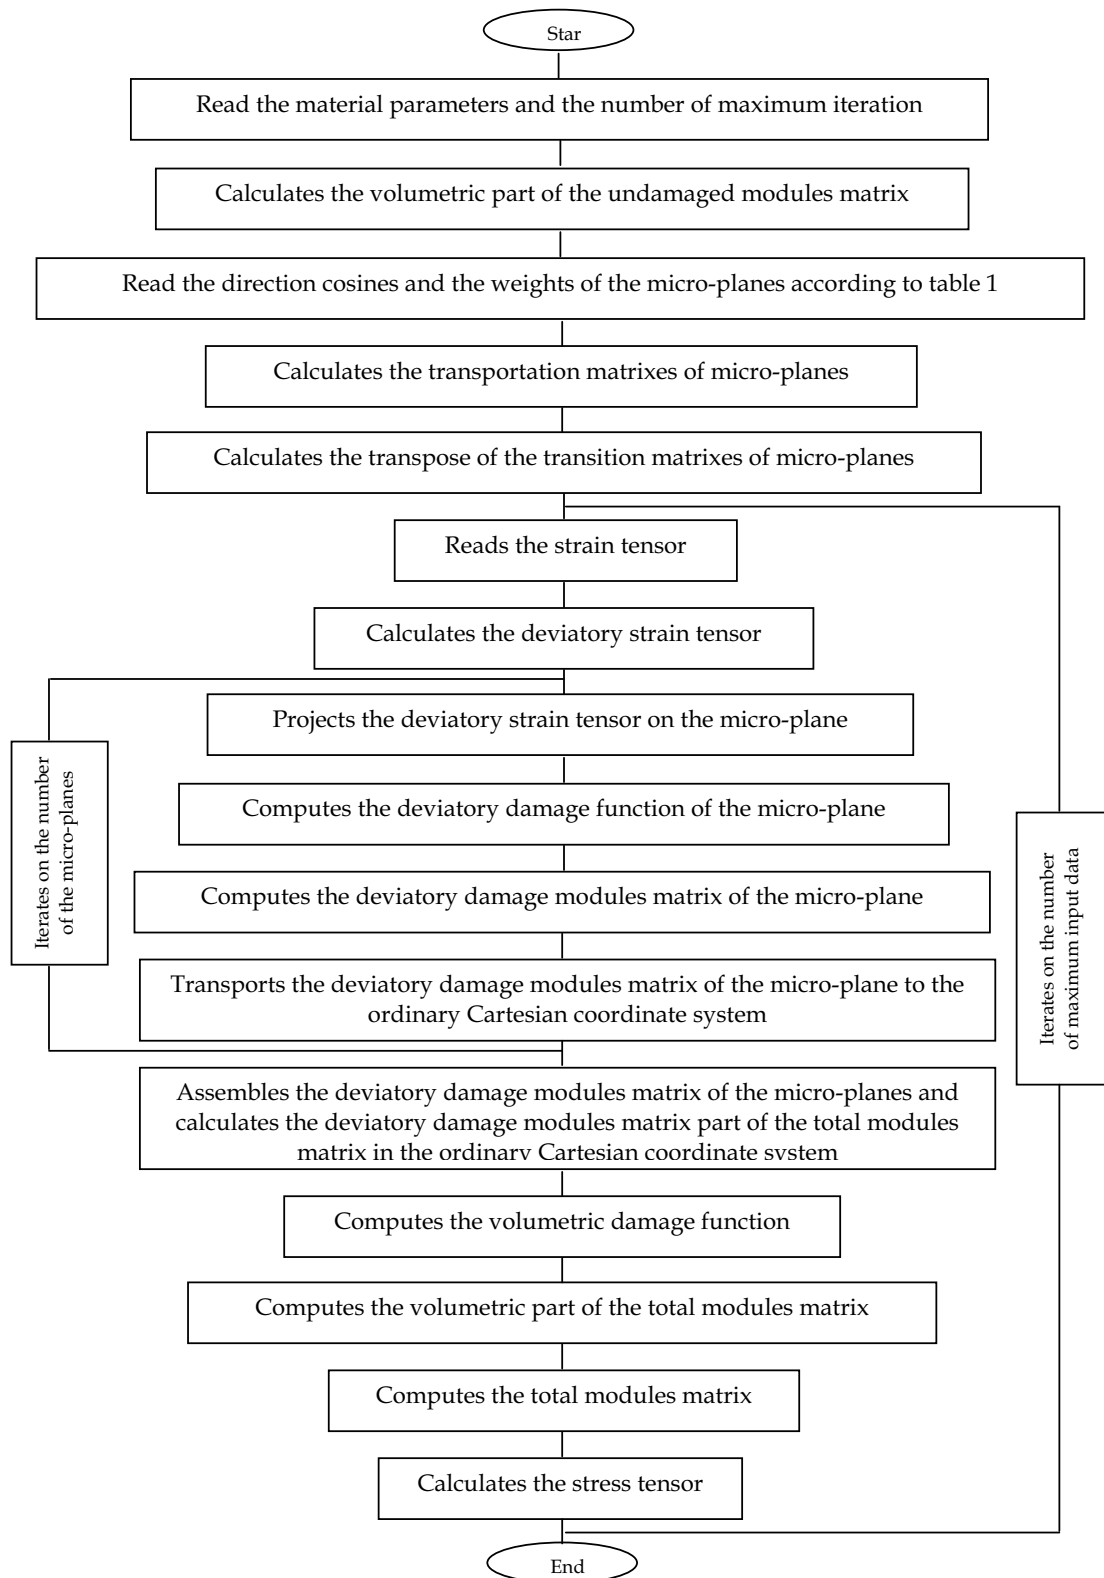 Star
Read the material parameters and the number of maximum iteration
Calculates the volumetric part of the undamaged modules matrix
Read the direction cosines and the weights of the micro-planes according to table 1
Calculates the transportation matrixes of micro-planes
Calculates the transpose of the transition matrixes of micro-planes
Reads the strain tensor
Calculates the deviatory strain tensor
Projects the deviatory strain tensor on the micro-plane
Iterates on the number
of the micro-planes
Computes the deviatory damage function of the micro-plane
Computes the deviatory damage modules matrix of the micro-plane
Iterates on the number
of maximum input data
Transports the deviatory damage modules matrix of the micro-plane to the
ordinary Cartesian coordinate system
Assembles the deviatory damage modules matrix of the micro-planes and
calculates the deviatory damage modules matrix part of the total modules
matrix in the ordinary Cartesian coordinate system
Computes the volumetric damage function
Computes the volumetric part of the total modules matrix
Computes the total modules matrix
Calculates the stress tensor
End